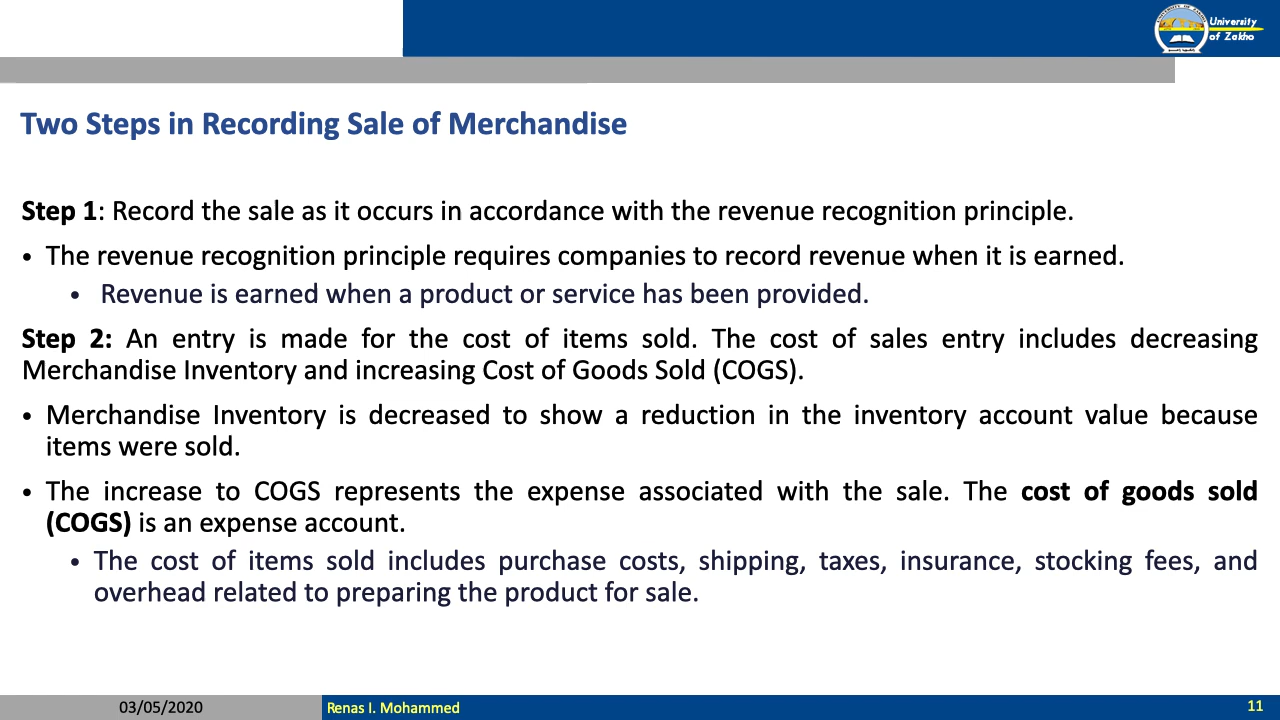 University
of Zakho
Two Steps in Recording Sale of Merchandise
Step 1: Record the sale as it occurs in accordance with the revenue recognition principle.
• The revenue recognition principle requires companies to record revenue when it is earned.
• Revenue is earned when a product or service has been provided.
Step 2: An entry is made for the cost of items sold. The cost of sales entry includes decreasing
Merchandise Inventory and increasing Cost of Goods Sold (COGS).
• Merchandise Inventory is decreased to show a reduction in the inventory account value because
items were sold.
• The increase to COGS represents the expense associated with the sale. The cost of goods sold
(COGS) is an expense account.
• The cost of items sold includes purchase costs, shipping, taxes, insurance, stocking fees, and
overhead related to preparing the product for sale.
03/05/2020
Renas I. Mohammed
11